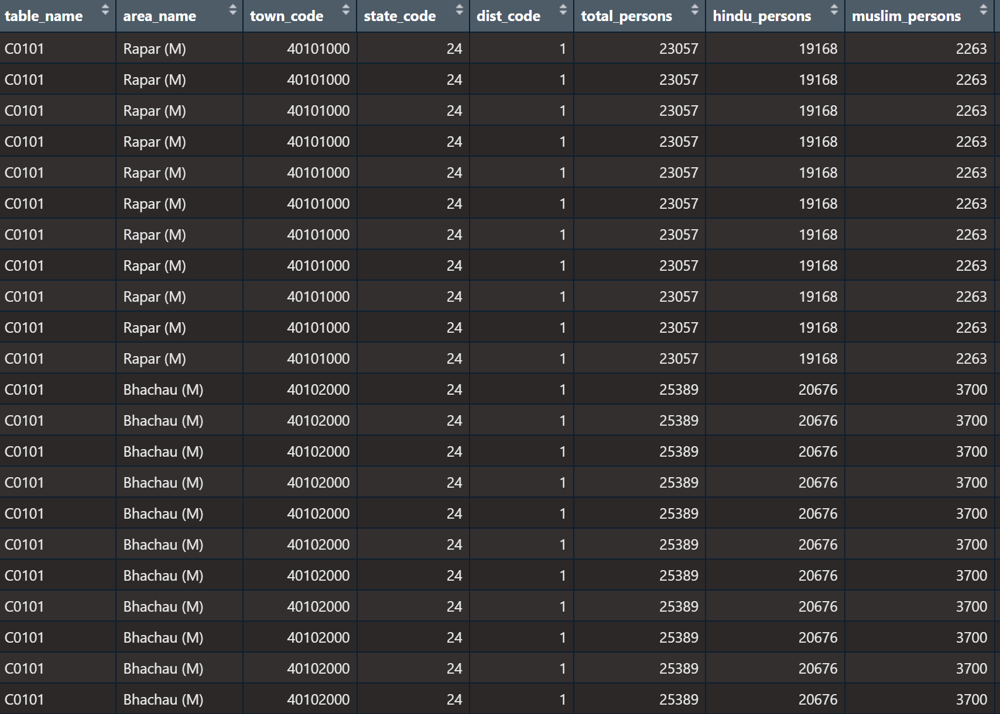 table_name area_name town_code state_code dist_code total_persons hindu_persons muslim_persons
C0101 Rapar (M) 40101000 24 1 23057 19168 2263
C0101 Rapar (M) 40101000 24 1 23057 19168 2263
C0101 Rapar (M) 40101000 24 1 23057 19168 2263
C0101 Rapar (M) 40101000 24 1 23057 19168 2263
C0101 Rapar (M) 40101000 24 1 23057 19168 2263
C0101 Rapar (M) 40101000 24 1 23057 19168 2263
C0101 Rapar (M) 40101000 24 1 23057 19168 2263
C0101 Rapar (M) 40101000 24 1 23057 19168 2263
C0101 Rapar (M) 40101000 24 1 23057 19168 2263
C0101 Rapar (M) 40101000 24 1 23057 19168 2263
C0101 Rapar (M) 40101000 24 1 23057 19168 2263
C0101 Bhachau (M) 40102000 24 1 25389 20676 3700
C0101 Bhachau (M) 40102000 24 1 25389 20676 3700
C0101 Bhachau (M) 40102000 24 1 25389 20676 3700
C0101 Bhachau (M) 40102000 24 1 25389 20676 3700
C0101 Bhachau (M) 40102000 24 1 25389 20676 3700
C0101 Bhachau (M) 40102000 24 1 25389 20676 3700
C0101 Bhachau (M) 40102000 24 1 25389 20676 3700
C0101 Bhachau (M) 40102000 24 1 25389 20676 3700
C0101 Bhachau (M) 40102000 24 1 25389 20676 3700
C0101 Bhachau (M) 40102000 24 1 25389 20676 3700
C0101 Bhachau (M) 40102000 24 1 25389 20676 3700